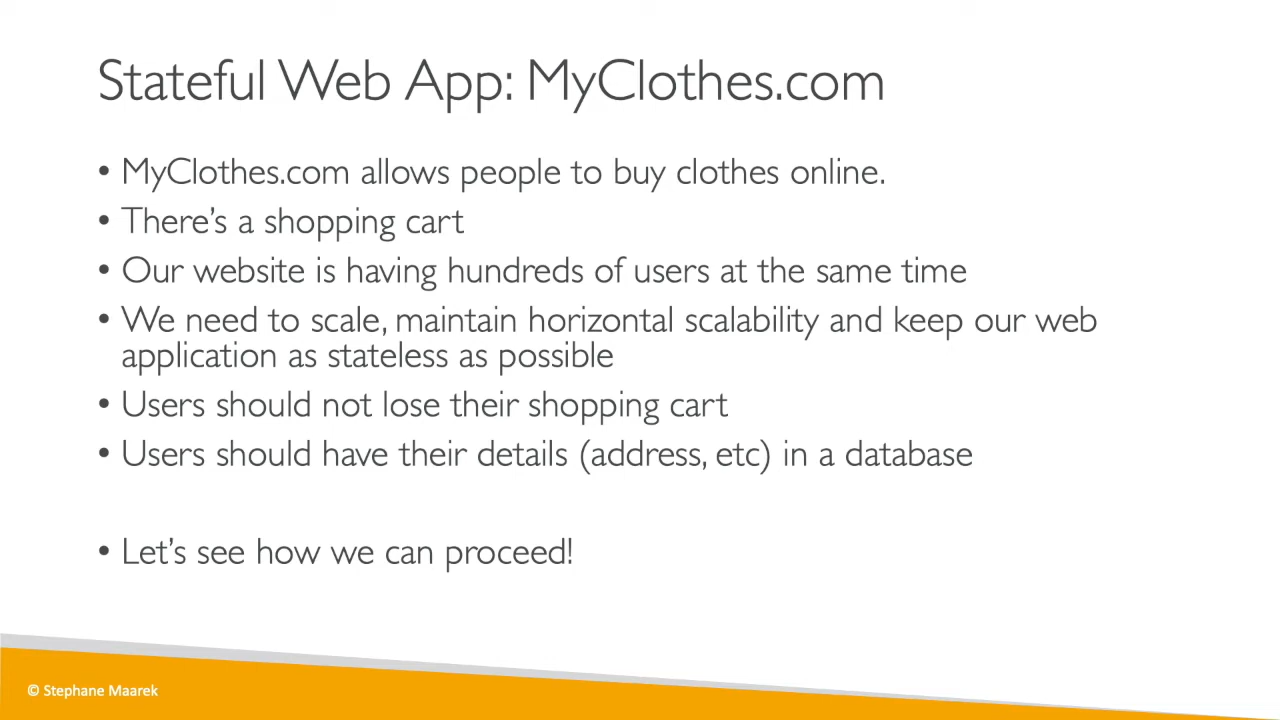 Stateful Web App: MyClothes.com
• MyClothes.com allows people to buy clothes online.
• There’s a shopping cart
• Our website is having hundreds of users at the same time
• We need to scale, maintain horizontal scalability and keep our web
application as stateless as possible
• Users should not lose their shopping cart
• Users should have their details (address, etc) in a database
• Let’s see how we can proceed!
© Stephane Maarek